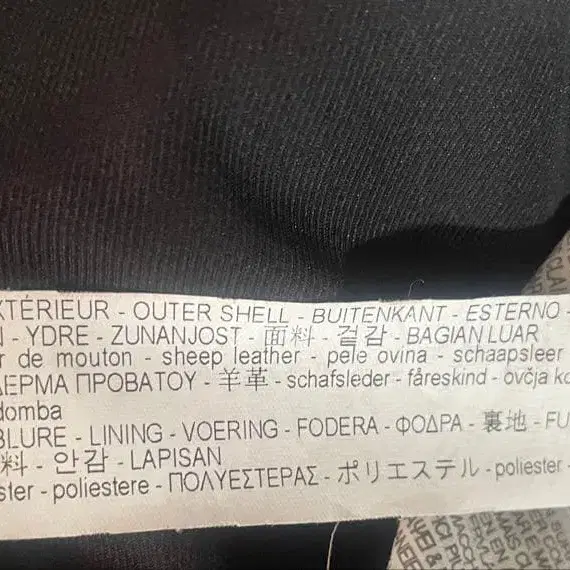 XTÉRIEUR - OUTER SHELL - BUITENKANT - ESTERNO -
- YDRE - ZUNANJOST - 面料 - 겉감 - BAGIAN LUAR
r de mouton - sheep leather - pele ovina - schaapsleer
ΔΕΡΜΑ ΠΡΟΒΑΤΟΥ - 羊革 - schafsleder - fåreskind - ovčja ko
domba
BLURE - LINING - VOERING - FODERA - ΦΟΔΡΑ - 裏地 - FU
料 - 안감 - LAPISAN
ster - poliestere - ΠΟΛΥΕΣΤΕΡΑΣ - ポリエステル - poliester -